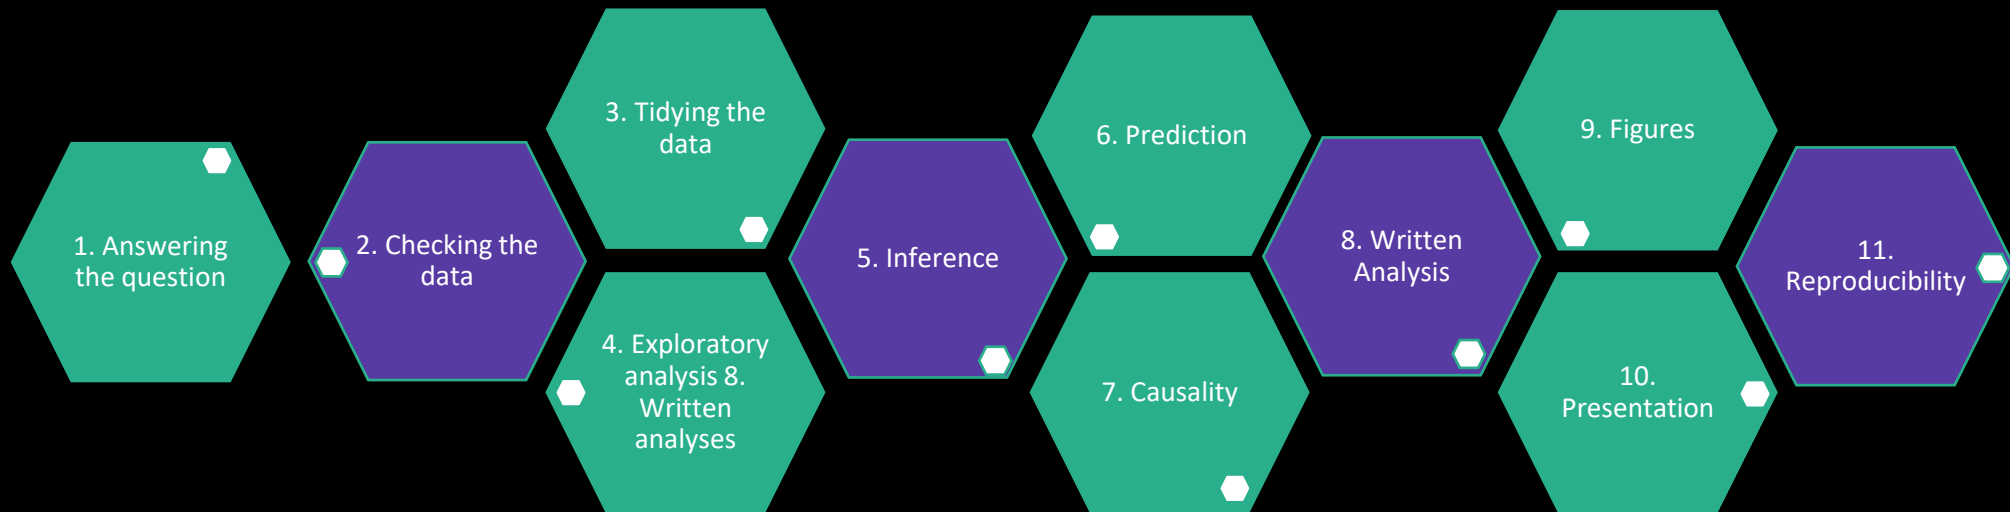 1. Answering
the question
2. Checking the
data
3. Tidying the
data
4. Exploratory
analysis 8.
Written
analyses
5. Inference
6. Prediction
7. Causality
8. Written
Analysis
9. Figures
10.
Presentation
11.
Reproducibility